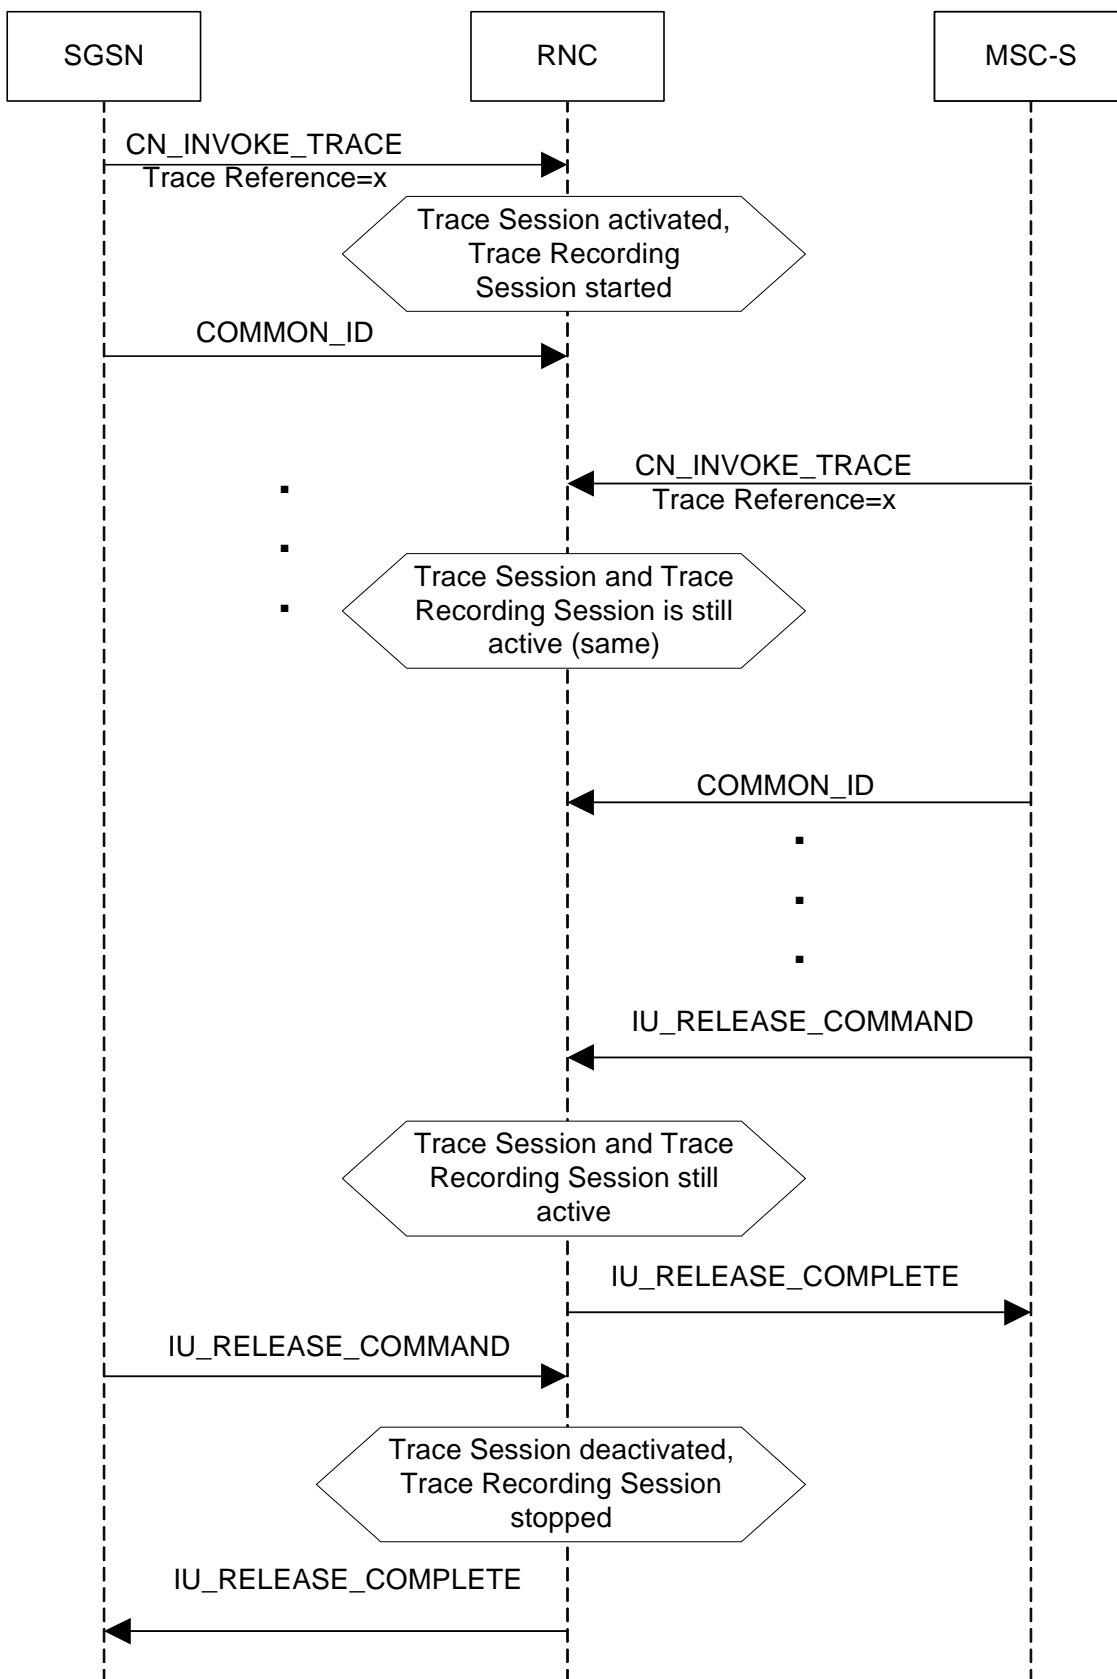 SGSN
RNC
MSC-S
CN_INVOKE_TRACE
Trace Reference=x
Trace Session activated,
Trace Recording
Session started
COMMON_ID
CN_INVOKE_TRACE
Trace Reference=x
Trace Session and Trace
Recording Session is still
active (same)
COMMON_ID
IU_RELEASE_COMMAND
Trace Session and Trace
Recording Session still
active
IU_RELEASE_COMPLETE
IU_RELEASE_COMMAND
Trace Session deactivated,
Trace Recording Session
stopped
IU_RELEASE_COMPLETE